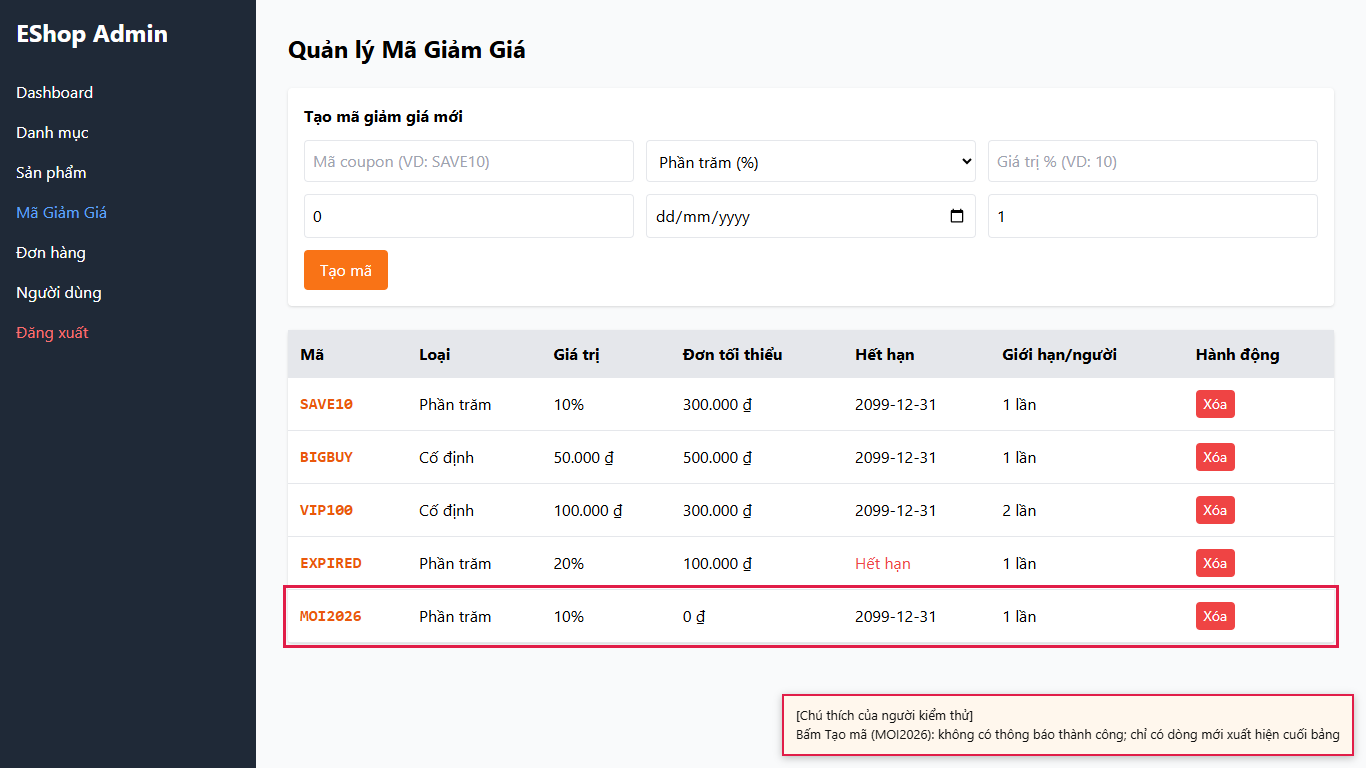 EShop Admin
Dashboard
Danh mục
Sản phẩm
Mã Giảm Giá
Đơn hàng
Người dùng
Đăng xuất
Quản lý Mã Giảm Giá
Tạo mã giảm giá mới
Mã coupon (VD: SAVE10) Phần trăm (%) Giá trị % (VD: 10)
0 dd/mm/yyyy 1
Tạo mã
Mã Loại Giá trị Đơn tối thiểu Hết hạn Giới hạn/người Hành động
SAVE10 Phần trăm 10% 300.000 ₫ 2099-12-31 1 lần Xóa
BIGBUY Cố định 50.000 ₫ 500.000 ₫ 2099-12-31 1 lần Xóa
VIP100 Cố định 100.000 ₫ 300.000 ₫ 2099-12-31 2 lần Xóa
EXPIRED Phần trăm 20% 100.000 ₫ Hết hạn 1 lần Xóa
MOI2026 Phần trăm 10% 0 ₫ 2099-12-31 1 lần Xóa
[Chú thích của người kiểm thử]
Bấm Tạo mã (MOI2026): không có thông báo thành công; chỉ có dòng mới xuất hiện cuối bảng